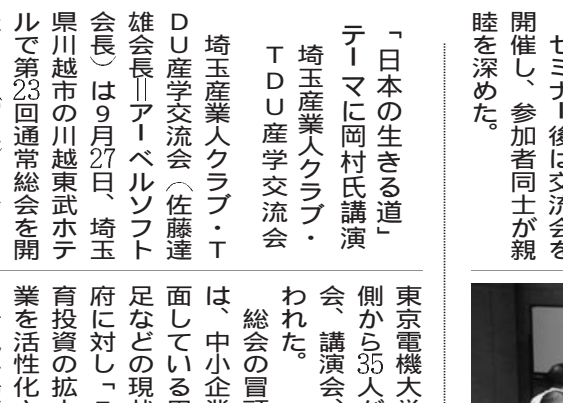 セミナー後は交流会を
開催し、参加者同士が親
睦を深めた。
「日本の生きる道」
テーマに岡村氏講演
埼玉産業人クラブ・
ＴＤＵ産学交流会
埼玉産業人クラブ・Ｔ
ＤＵ産学交流会（佐藤達
雄会長＝アーベルソフト
会長）は９月27日、埼玉
県川越市の川越東武ホテ
ルで第23回通常総会を開
東京電機大学
側から35人が
会、講演会、
われた。
総会の冒頭
は、中小企業
面している
足などの現状
府に対し「
育投資の拡
業を活性化